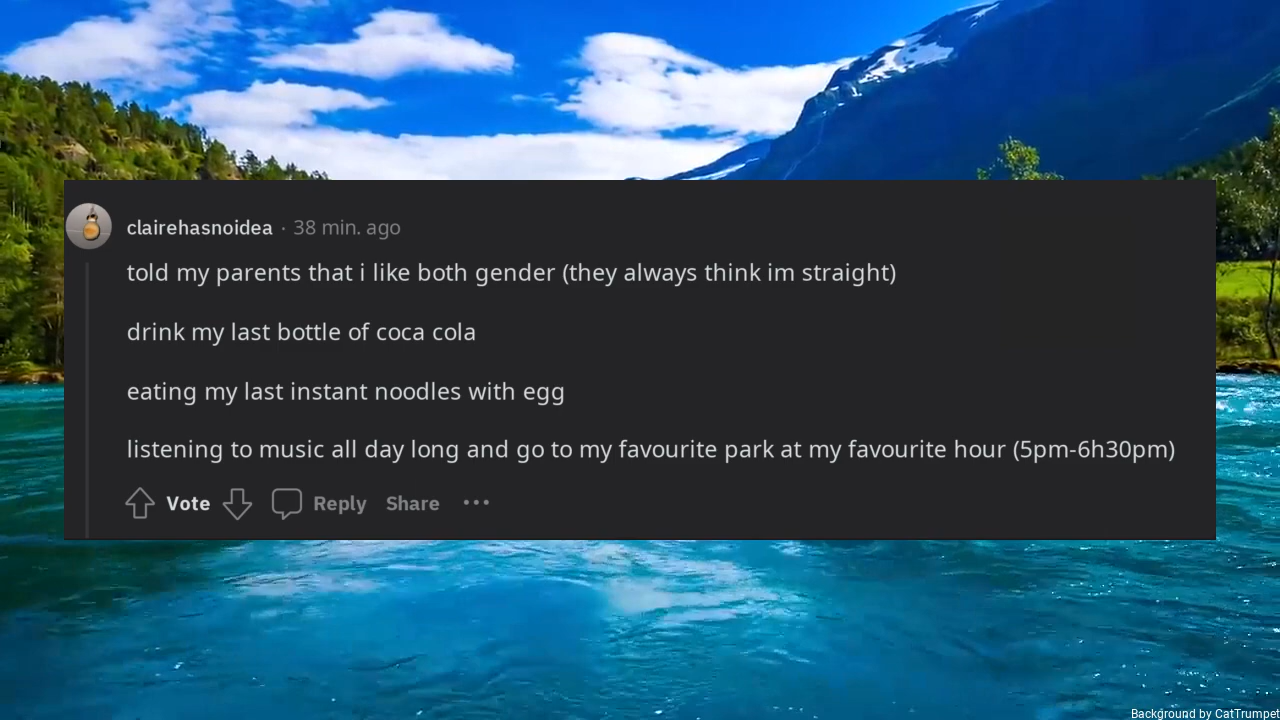 clairehasnoidea · 38 min. ago
told my parents that i like both gender (they always think im straight)
drink my last bottle of coca cola
eating my last instant noodles with egg
listening to music all day long and go to my favourite park at my favourite hour (5pm-6h30pm)
Vote Reply Share ···
Background by CatTrumpet